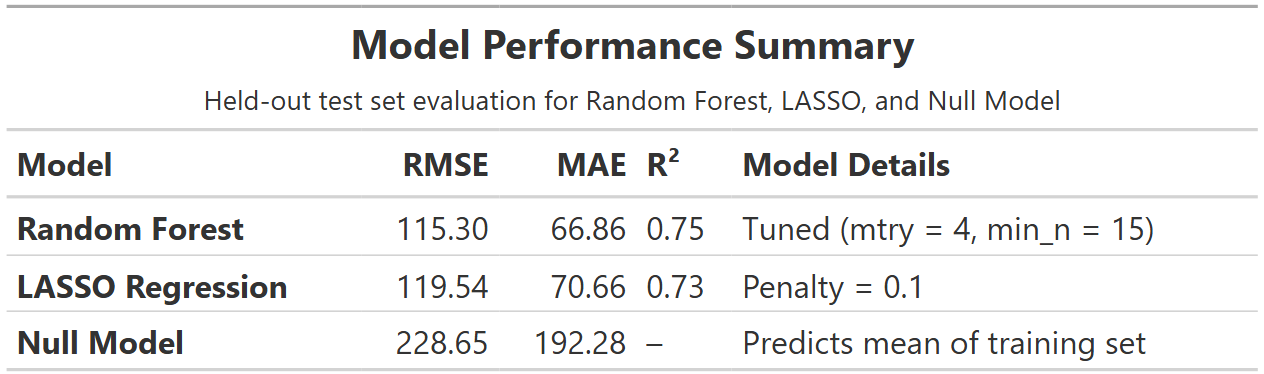 Model Performance Summary
Held-out test set evaluation for Random Forest, LASSO, and Null Model
Model RMSE MAE R² Model Details
Random Forest 115.30 66.86 0.75 Tuned (mtry = 4, min_n = 15)
LASSO Regression 119.54 70.66 0.73 Penalty = 0.1
Null Model 228.65 192.28 – Predicts mean of training set